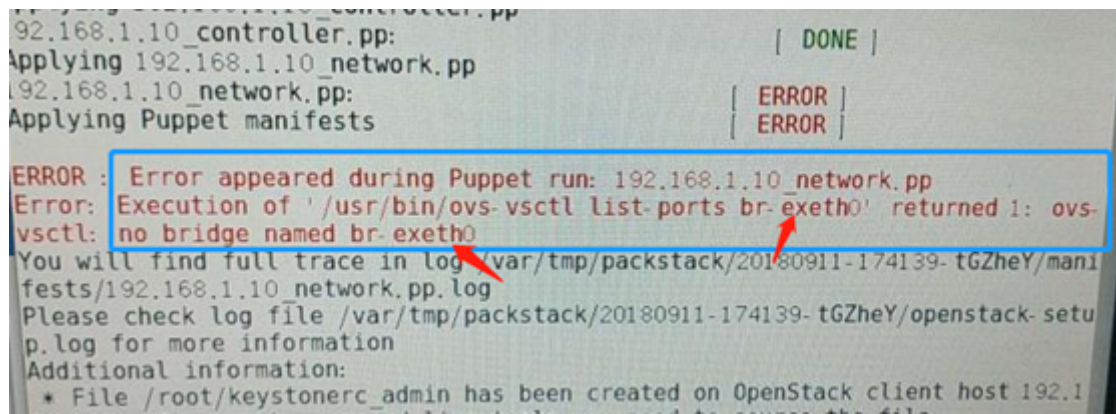 92.168.1.10_controller.pp: [ DONE ]
Applying 192.168.1.10_network.pp
192.168.1.10_network.pp: [ ERROR ]
Applying Puppet manifests [ ERROR ]
ERROR : Error appeared during Puppet run: 192.168.1.10_network.pp
Error: Execution of '/usr/bin/ovs-vsctl list-ports br-exeth0' returned 1: ovs-
vsctl: no bridge named br-exeth0
You will find full trace in log /var/tmp/packstack/20180911-174139-tGZheY/mani
fests/192.168.1.10_network.pp.log
Please check log file /var/tmp/packstack/20180911-174139-tGZheY/openstack-setu
p.log for more information
Additional information:
* File /root/keystonerc_admin has been created on OpenStack client host 192.1